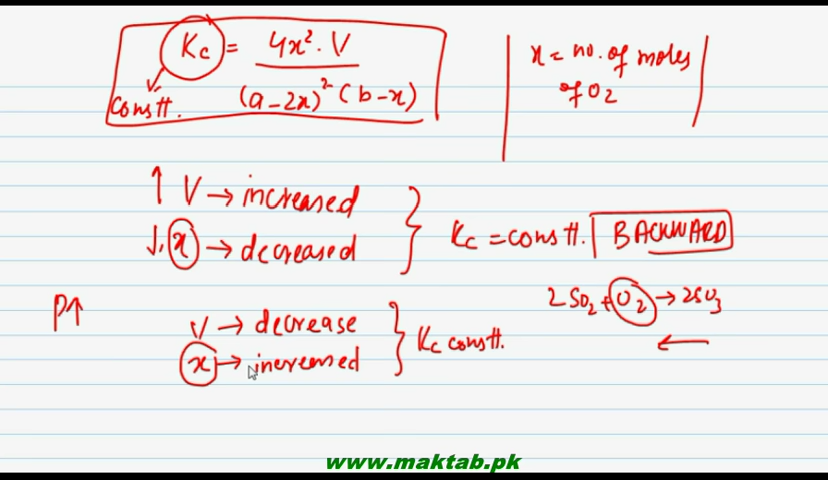 Kc = 4x². V / (a-2x)² (b-x)
Constt.
x = no. of moles
of O2
↑ V → increased
↓. x → decreased
Kc = constt. BACKWARD
2SO2 + O2 → 2SO3
←
P↑
V → decrease
x → increased
Kc constt.
www.maktab.pk